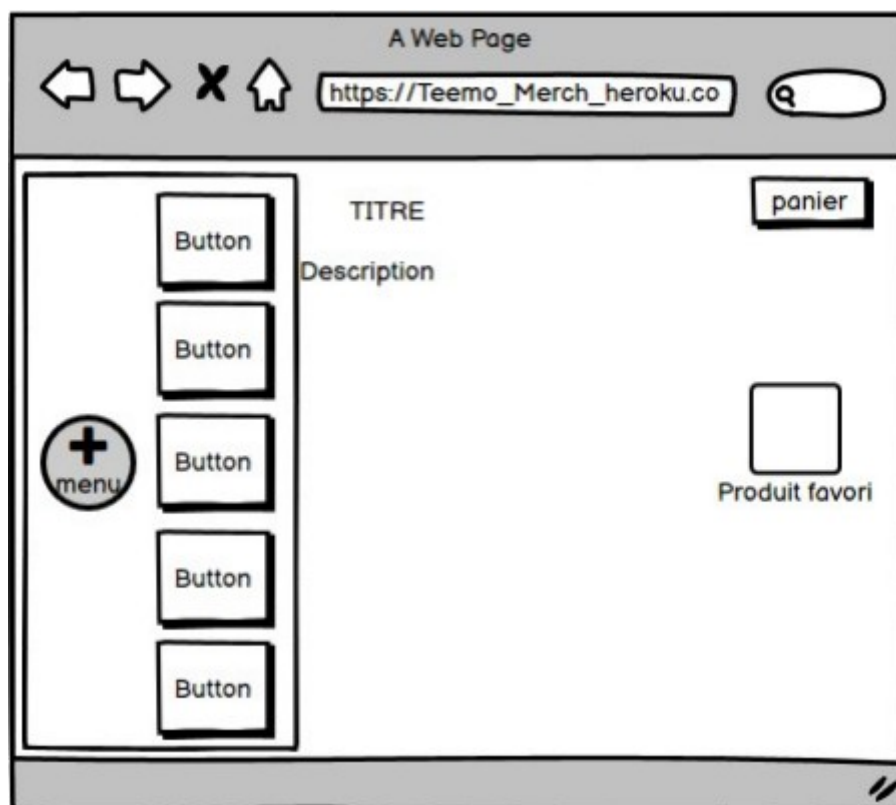 A Web Page
https://Teemo_Merch_heroku.co
Button
Button
Button
Button
Button
menu
TITRE
Description
panier
Produit favori